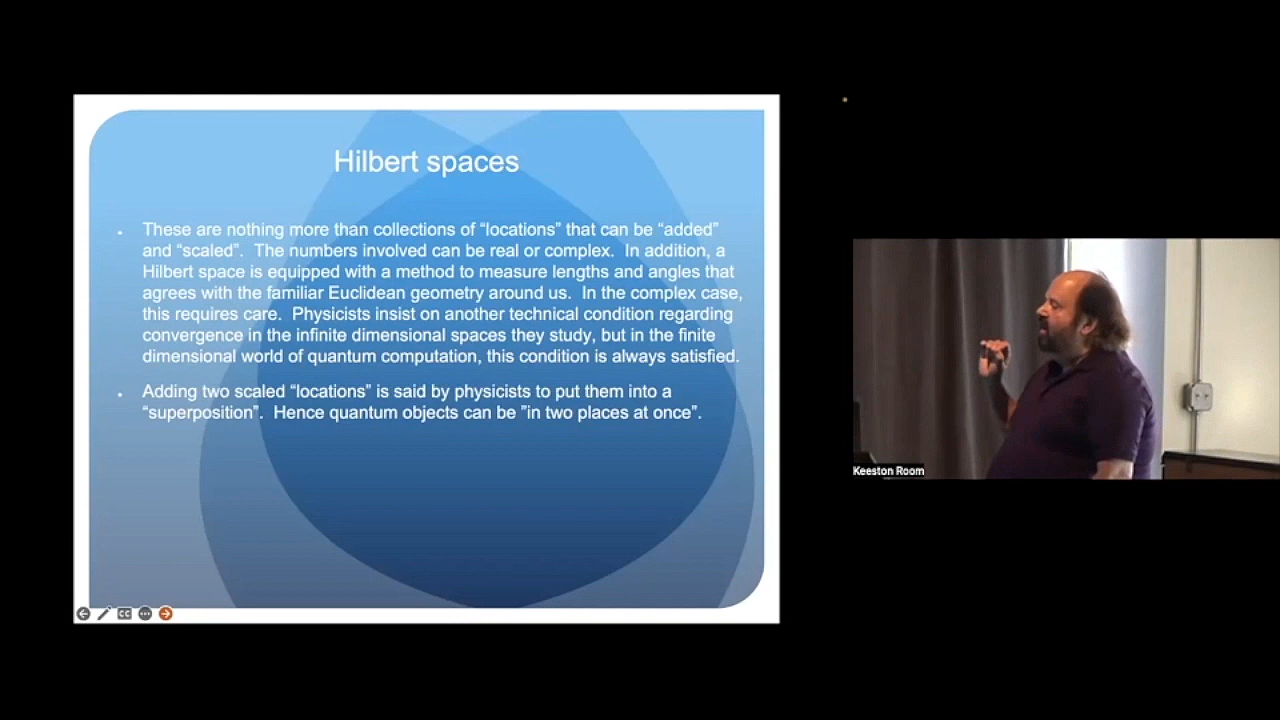 Hilbert spaces
These are nothing more than collections of “locations” that can be “added”
and “scaled”.  The numbers involved can be real or complex.  In addition, a
Hilbert space is equipped with a method to measure lengths and angles that
agrees with the familiar Euclidean geometry around us.  In the complex case,
this requires care.  Physicists insist on another technical condition regarding
convergence in the infinite dimensional spaces they study, but in the finite
dimensional world of quantum computation, this condition is always satisfied.
Adding two scaled “locations” is said by physicists to put them into a
“superposition”.  Hence quantum objects can be ”in two places at once”.
CC
Keeston Room